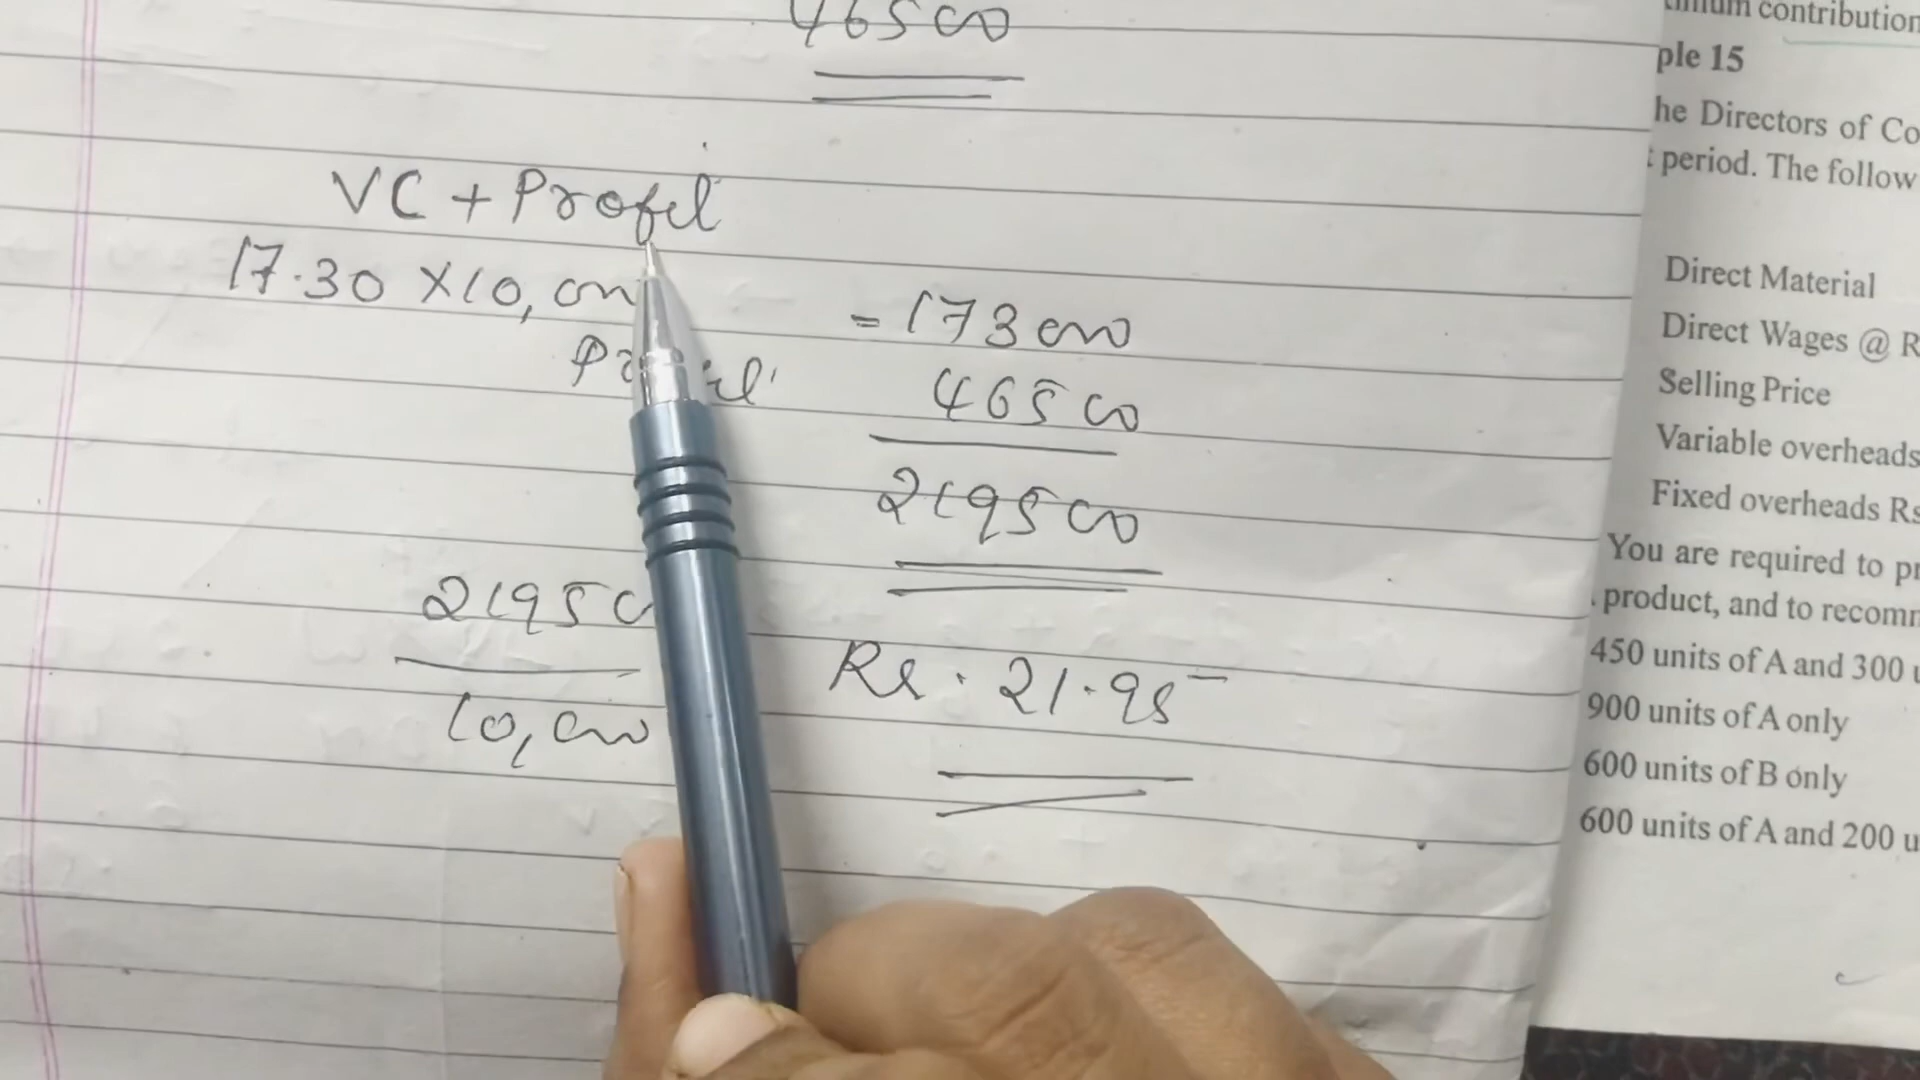 46500
VC + Profit
17.30 X 10,000 = 173000
46500
219500
2195
10,000
Rs. 21.95
contribution
ple 15
he Directors of Co
period. The follow
Direct Material
Direct Wages @ R
Selling Price
Variable overheads
Fixed overheads Rs
You are required to pr
product, and to recomm
450 units of A and 300 u
900 units of A only
600 units of B only
600 units of A and 200 u